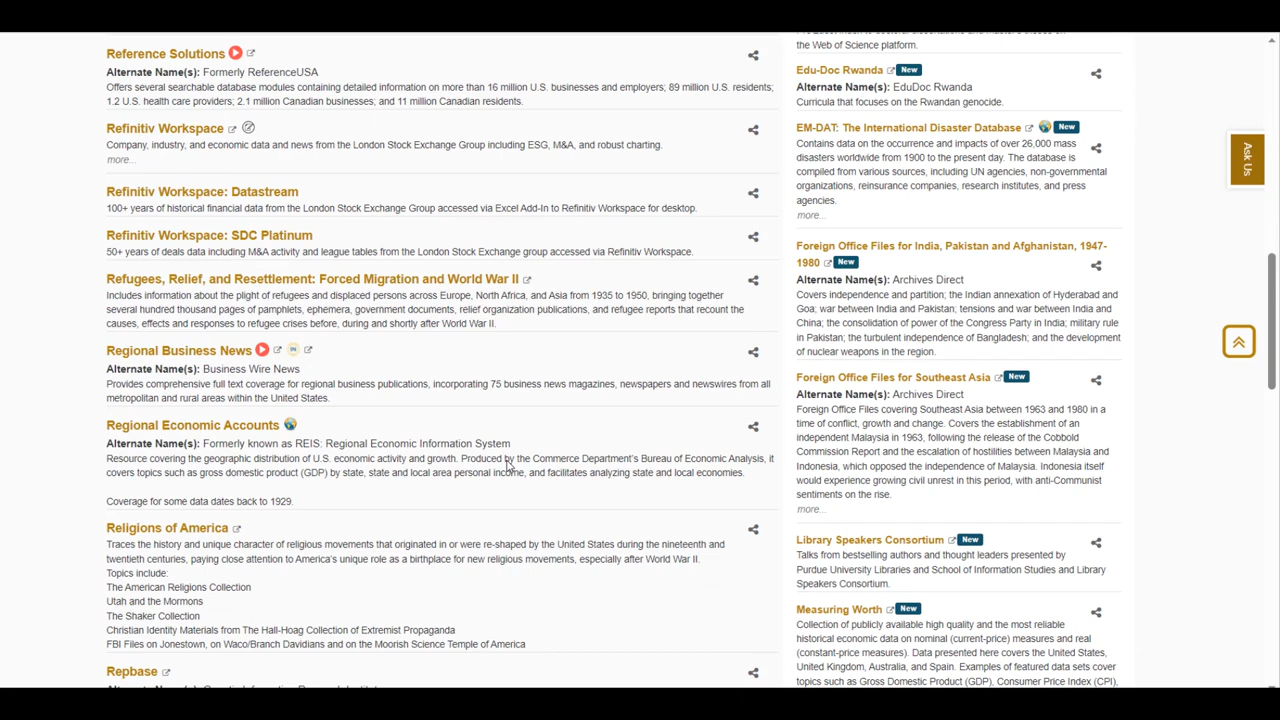 Reference Solutions
Alternate Name(s): Formerly ReferenceUSA
Offers several searchable database modules containing detailed information on more than 16 million U.S. businesses and employers; 89 million U.S. residents;
1.2 U.S. health care providers; 2.1 million Canadian businesses; and 11 million Canadian residents.
Refinitiv Workspace
Company, industry, and economic data and news from the London Stock Exchange Group including ESG, M&A, and robust charting.
more...
Refinitiv Workspace: Datastream
100+ years of historical financial data from the London Stock Exchange Group accessed via Excel Add-In to Refinitiv Workspace for desktop.
Refinitiv Workspace: SDC Platinum
50+ years of deals data including M&A activity and league tables from the London Stock Exchange group accessed via Refinitiv Workspace.
Refugees, Relief, and Resettlement: Forced Migration and World War II
Includes information about the plight of refugees and displaced persons across Europe, North Africa, and Asia from 1935 to 1950, bringing together
several hundred thousand pages of pamphlets, ephemera, government documents, relief organization publications, and refugee reports that recount the
causes, effects and responses to refugee crises before, during and shortly after World War II.
Regional Business News
Alternate Name(s): Business Wire News
Provides comprehensive full text coverage for regional business publications, incorporating 75 business news magazines, newspapers and newswires from all
metropolitan and rural areas within the United States.
Regional Economic Accounts
Alternate Name(s): Formerly known as REIS: Regional Economic Information System
Resource covering the geographic distribution of U.S. economic activity and growth. Produced by the Commerce Department's Bureau of Economic Analysis, it
covers topics such as gross domestic product (GDP) by state, state and local area personal income, and facilitates analyzing state and local economies.
Coverage for some data dates back to 1929.
Religions of America
Traces the history and unique character of religious movements that originated in or were re-shaped by the United States during the nineteenth and
twentieth centuries, paying close attention to America's unique role as a birthplace for new religious movements, especially after World War II.
Topics include:
The American Religions Collection
Utah and the Mormons
The Shaker Collection
Christian Identity Materials from The Hall-Hoag Collection of Extremist Propaganda
FBI Files on Jonestown, on Waco/Branch Davidians and on the Moorish Science Temple of America
Repbase
the Web of Science platform.
Edu-Doc Rwanda New
Alternate Name(s): EduDoc Rwanda
Curricula that focuses on the Rwandan genocide.
EM-DAT: The International Disaster Database New
Contains data on the occurrence and impacts of over 26,000 mass
disasters worldwide from 1900 to the present day. The database is
compiled from various sources, including UN agencies, non-governmental
organizations, reinsurance companies, research institutes, and press
agencies.
more...
Foreign Office Files for India, Pakistan and Afghanistan, 1947-
1980 New
Alternate Name(s): Archives Direct
Covers independence and partition; the Indian annexation of Hyderabad and
Goa; war between India and Pakistan; tensions and war between India and
China; the consolidation of power of the Congress Party in India; military rule
in Pakistan; the turbulent independence of Bangladesh; and the development
of nuclear weapons in the region.
Foreign Office Files for Southeast Asia New
Alternate Name(s): Archives Direct
Foreign Office Files covering Southeast Asia between 1963 and 1980 in a
time of conflict, growth and change. Covers the establishment of an
independent Malaysia in 1963, following the release of the Cobbold
Commission Report and the escalation of hostilities between Malaysia and
Indonesia, which opposed the independence of Malaysia. Indonesia itself
would experience growing civil unrest in this period, with anti-Communist
sentiments on the rise.
more...
Library Speakers Consortium New
Talks from bestselling authors and thought leaders presented by
Purdue University Libraries and School of Information Studies and Library
Speakers Consortium.
Measuring Worth New
Collection of publicly available high quality and the most reliable
historical economic data on nominal (current-price) measures and real
(constant-price measures). Data presented here covers the United States,
United Kingdom, Australia, and Spain. Examples of featured data sets cover
topics such as Gross Domestic Product (GDP), Consumer Price Index (CPI),
Ask Us